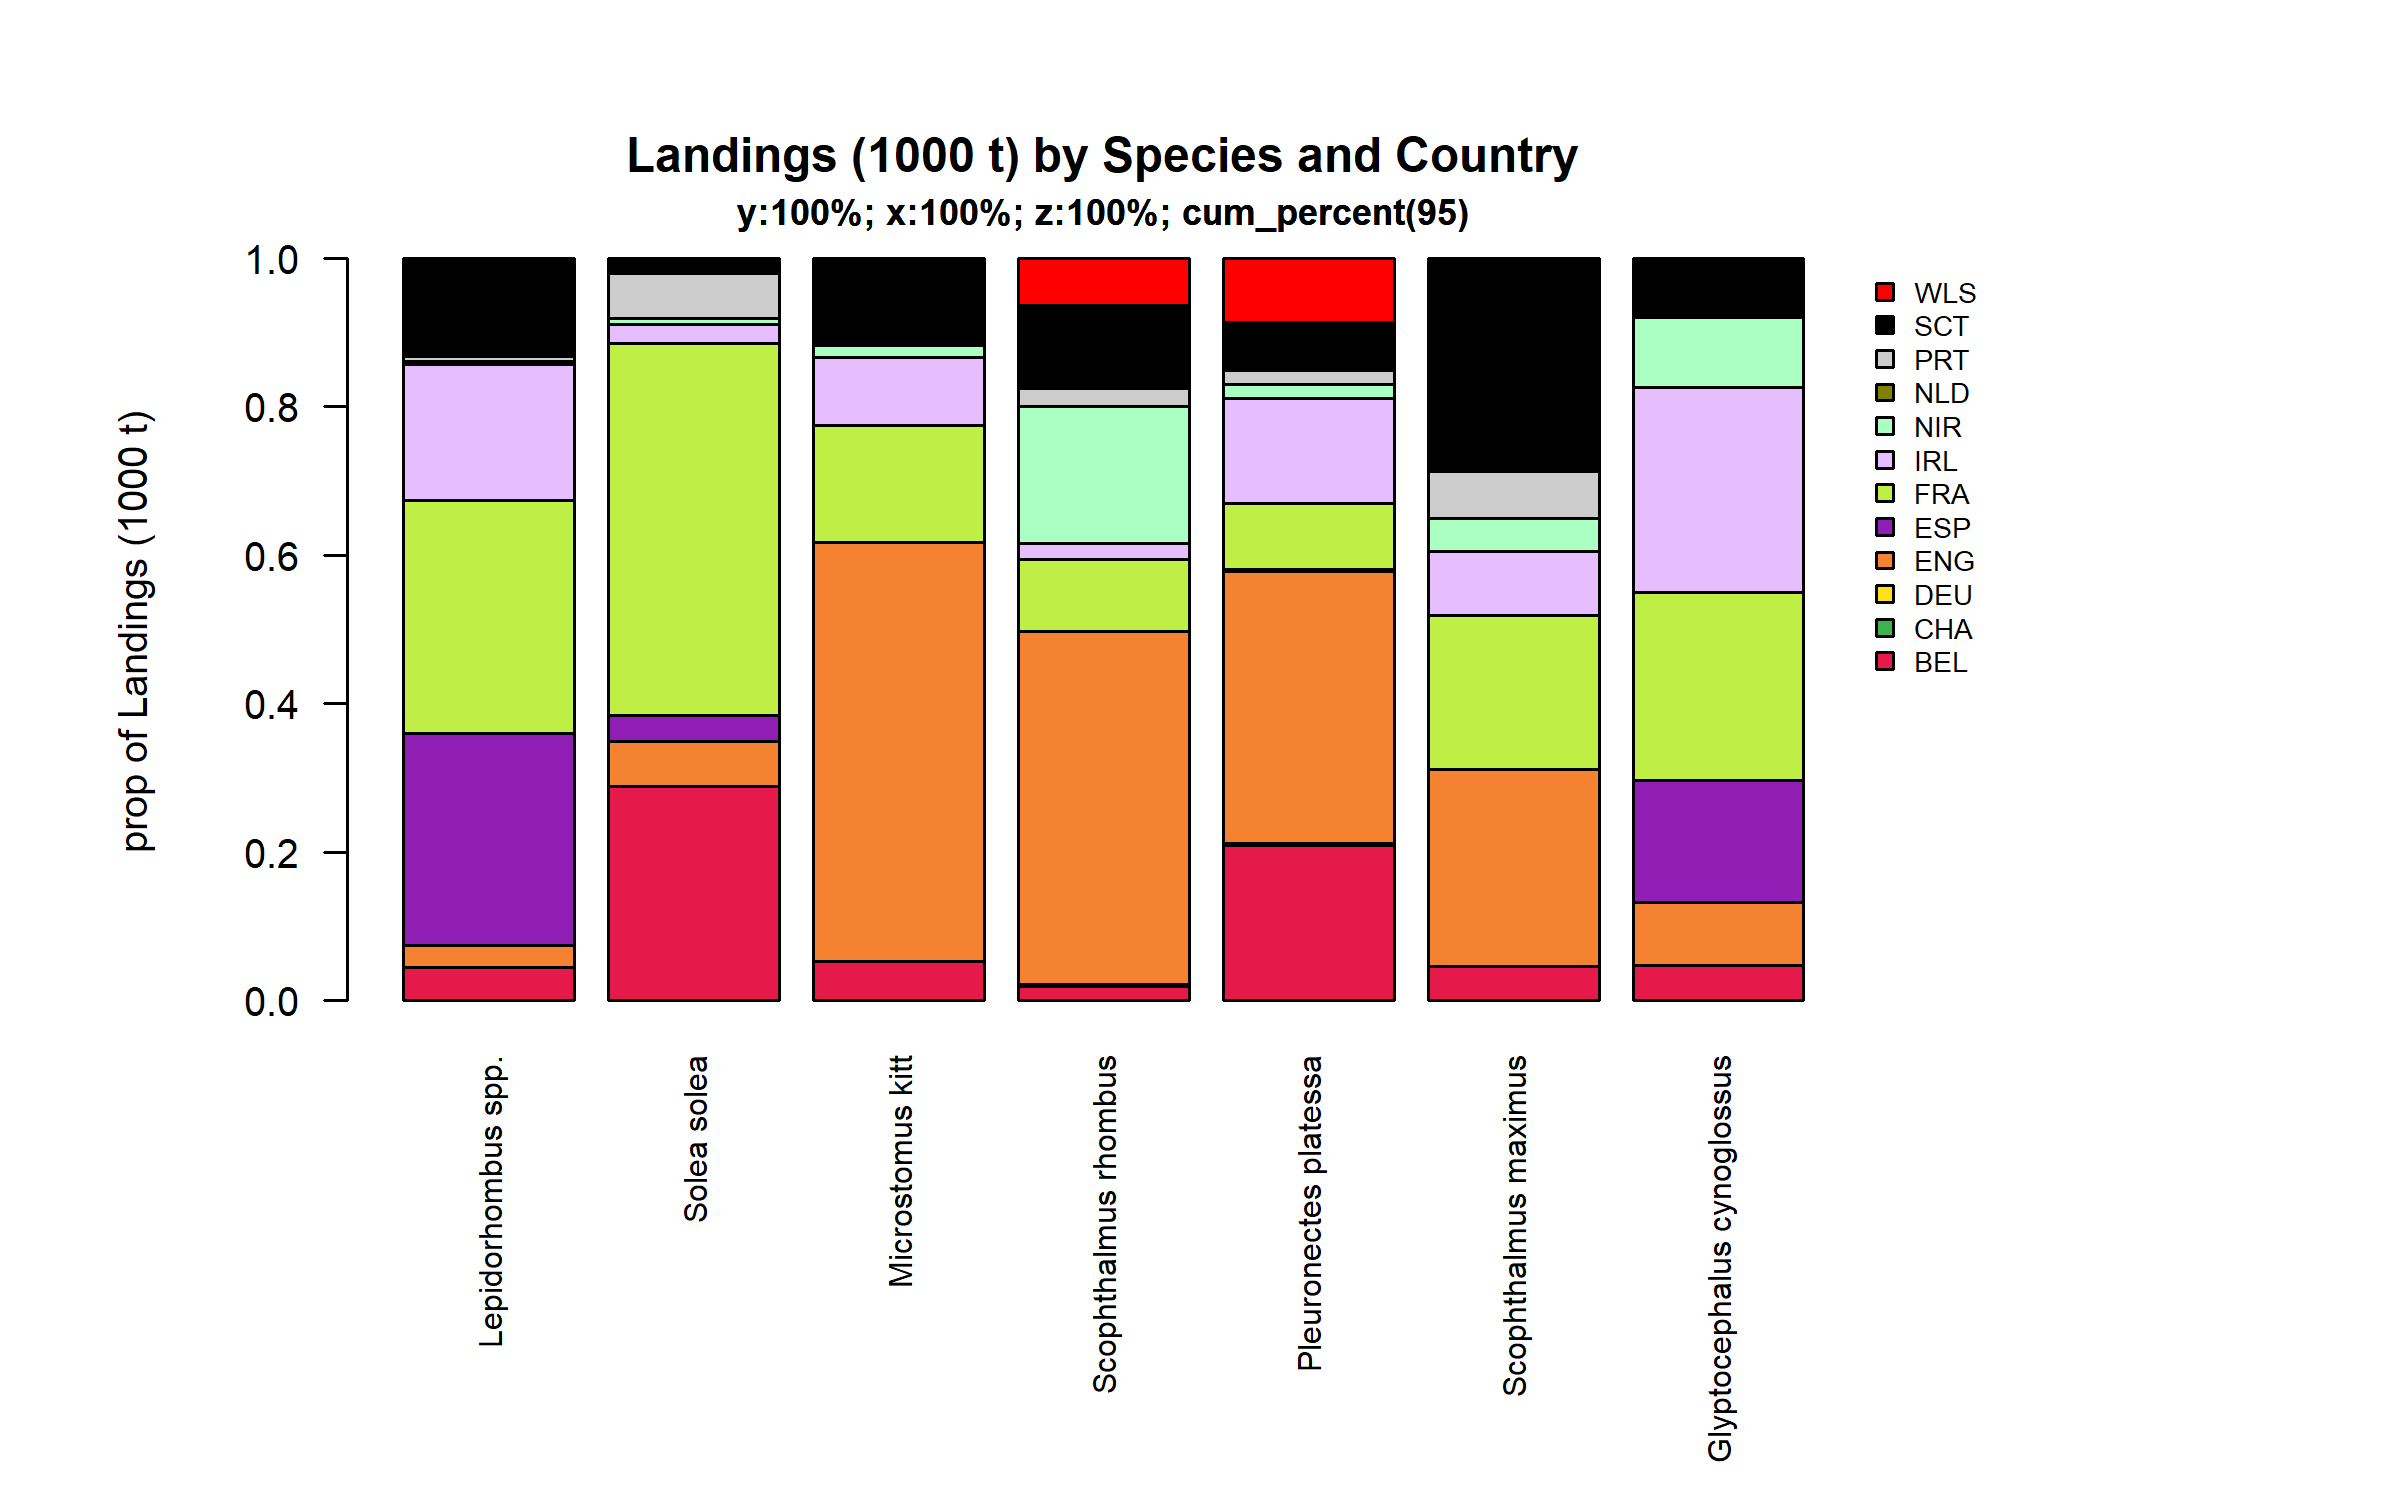 Landings (1000 t) by Species and Country
y:100%; x:100%; z:100%; cum_percent(95)
prop of Landings (1000 t)
1.0
0.8
0.6
0.4
0.2
0.0
WLS
SCT
PRT
NLD
NIR
IRL
FRA
ESP
ENG
DEU
CHA
BEL
Lepidorhombus spp.
Solea solea
Microstomus kitt
Scophthalmus rhombus
Pleuronectes platessa
Scophthalmus maximus
Glyptocephalus cynoglossus